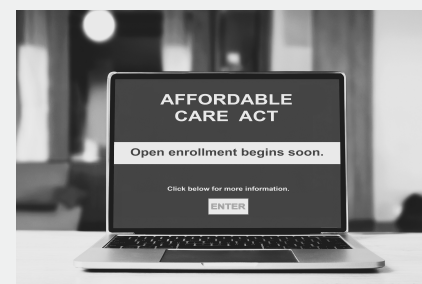 AFFORDABLE
CARE ACT
Open enrollment begins soon.
Click below for more information.
ENTER